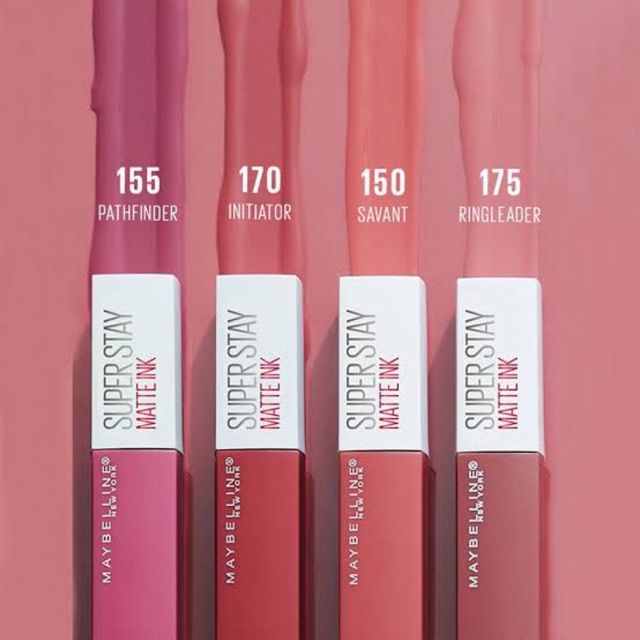 155
PATHFINDER
170
INITIATOR
150
SAVANT
175
RINGLEADER
SUPER STAY
MATTE INK
MAYBELLINE®
NEW YORK
SUPER STAY
MATTE INK
MAYBELLINE®
NEW YORK
SUPER STAY
MATTE INK
MAYBELLINE®
NEW YORK
SUPER STAY
MATTE INK
MAYBELLINE®
NEW YORK